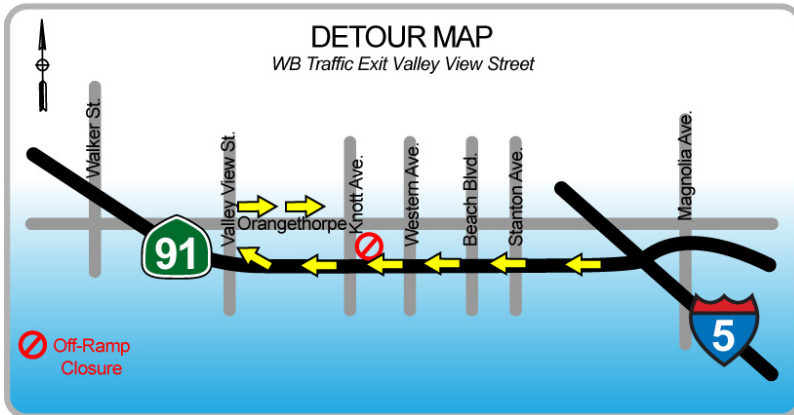 DETOUR MAP
WB Traffic Exit Valley View Street
Walker St.
Valley View St.
Knott Ave.
Western Ave.
Beach Blvd.
Stanton Ave.
Magnolia Ave.
Orangethorpe
91
5
Off-Ramp
Closure